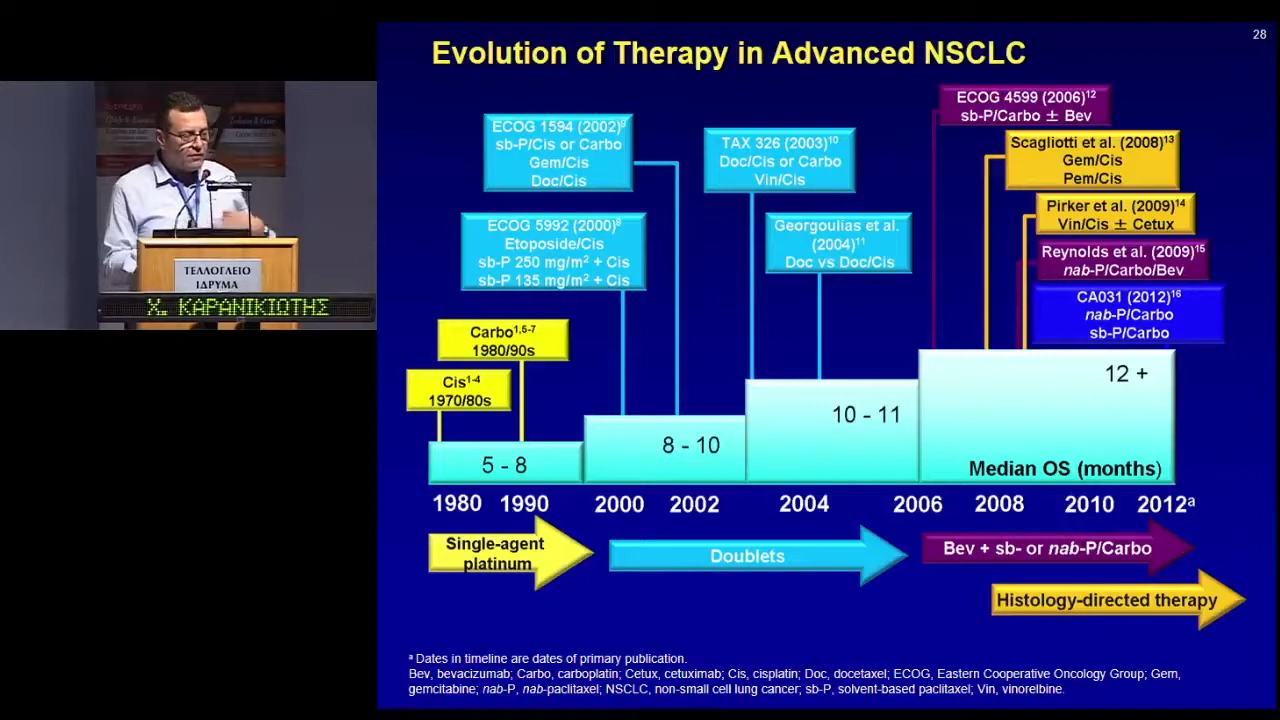 28
Evolution of Therapy in Advanced NSCLC
ECOG 4599 (2006)12
sb-P/Carbo ± Bev
ECOG 1594 (2002)9
sb-P/Cis or Carbo
Gem/Cis
Doc/Cis
TAX 326 (2003)10
Doc/Cis or Carbo
Vin/Cis
Scagliotti et al. (2008)13
Gem/Cis
Pem/Cis
Pirker et al. (2009)14
Vin/Cis ± Cetux
ECOG 5992 (2000)8
Etoposide/Cis
sb-P 250 mg/m2 + Cis
sb-P 135 mg/m2 + Cis
Georgoulias et al.
(2004)11
Doc vs Doc/Cis
Reynolds et al. (2009)15
nab-P/Carbo/Bev
CA031 (2012)16
nab-P/Carbo
sb-P/Carbo
ΤΕΛΛΟΓΛΕΙΟ
ΙΔΡΥΜΑ
Χ. ΚΑΡΑΝΙΚΙΩΤΗΣ
Carbo1,5-7
1980/90s
Cis1-4
1970/80s
5 - 8
8 - 10
10 - 11
12 +
Median OS (months)
1980 1990 2000 2002 2004 2006 2008 2010 2012a
Single-agent
platinum
Doublets
Bev + sb- or nab-P/Carbo
Histology-directed therapy
a Dates in timeline are dates of primary publication.
Bev, bevacizumab; Carbo, carboplatin; Cetux, cetuximab; Cis, cisplatin; Doc, docetaxel; ECOG, Eastern Cooperative Oncology Group; Gem,
gemcitabine; nab-P, nab-paclitaxel; NSCLC, non-small cell lung cancer; sb-P, solvent-based paclitaxel; Vin, vinorelbine.